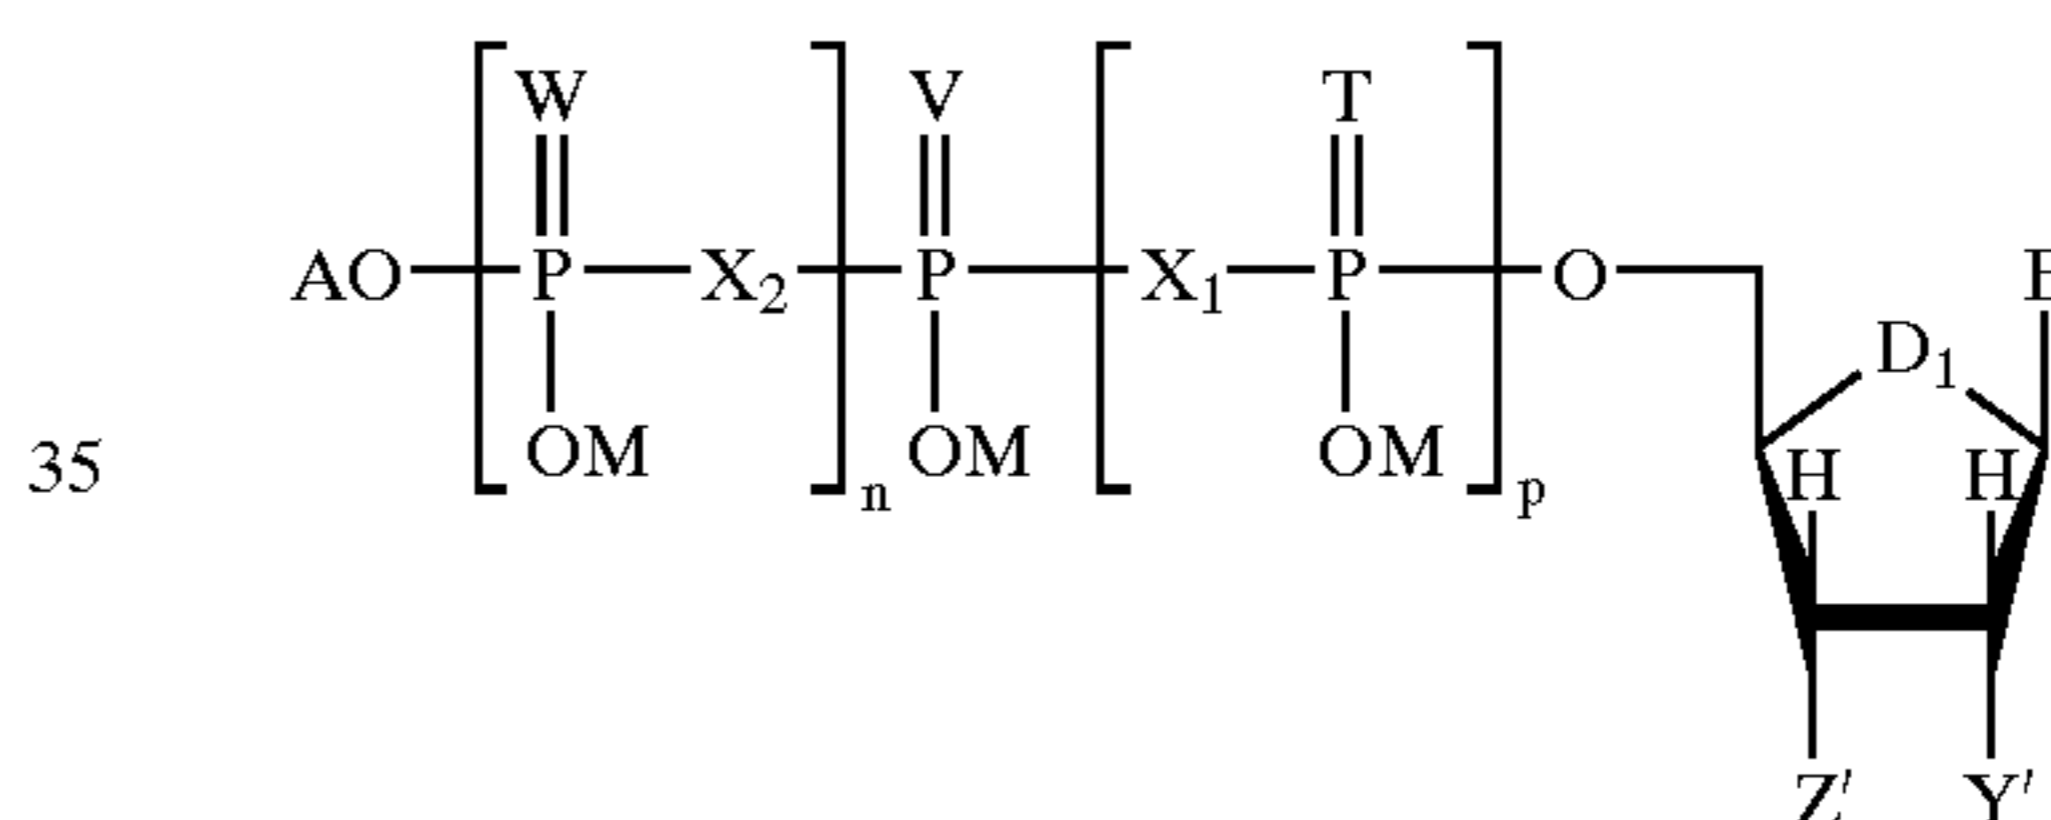 W V T
AO P X2 P X1 P O
D1
35 OM n OM OM p H H
Z' Y'